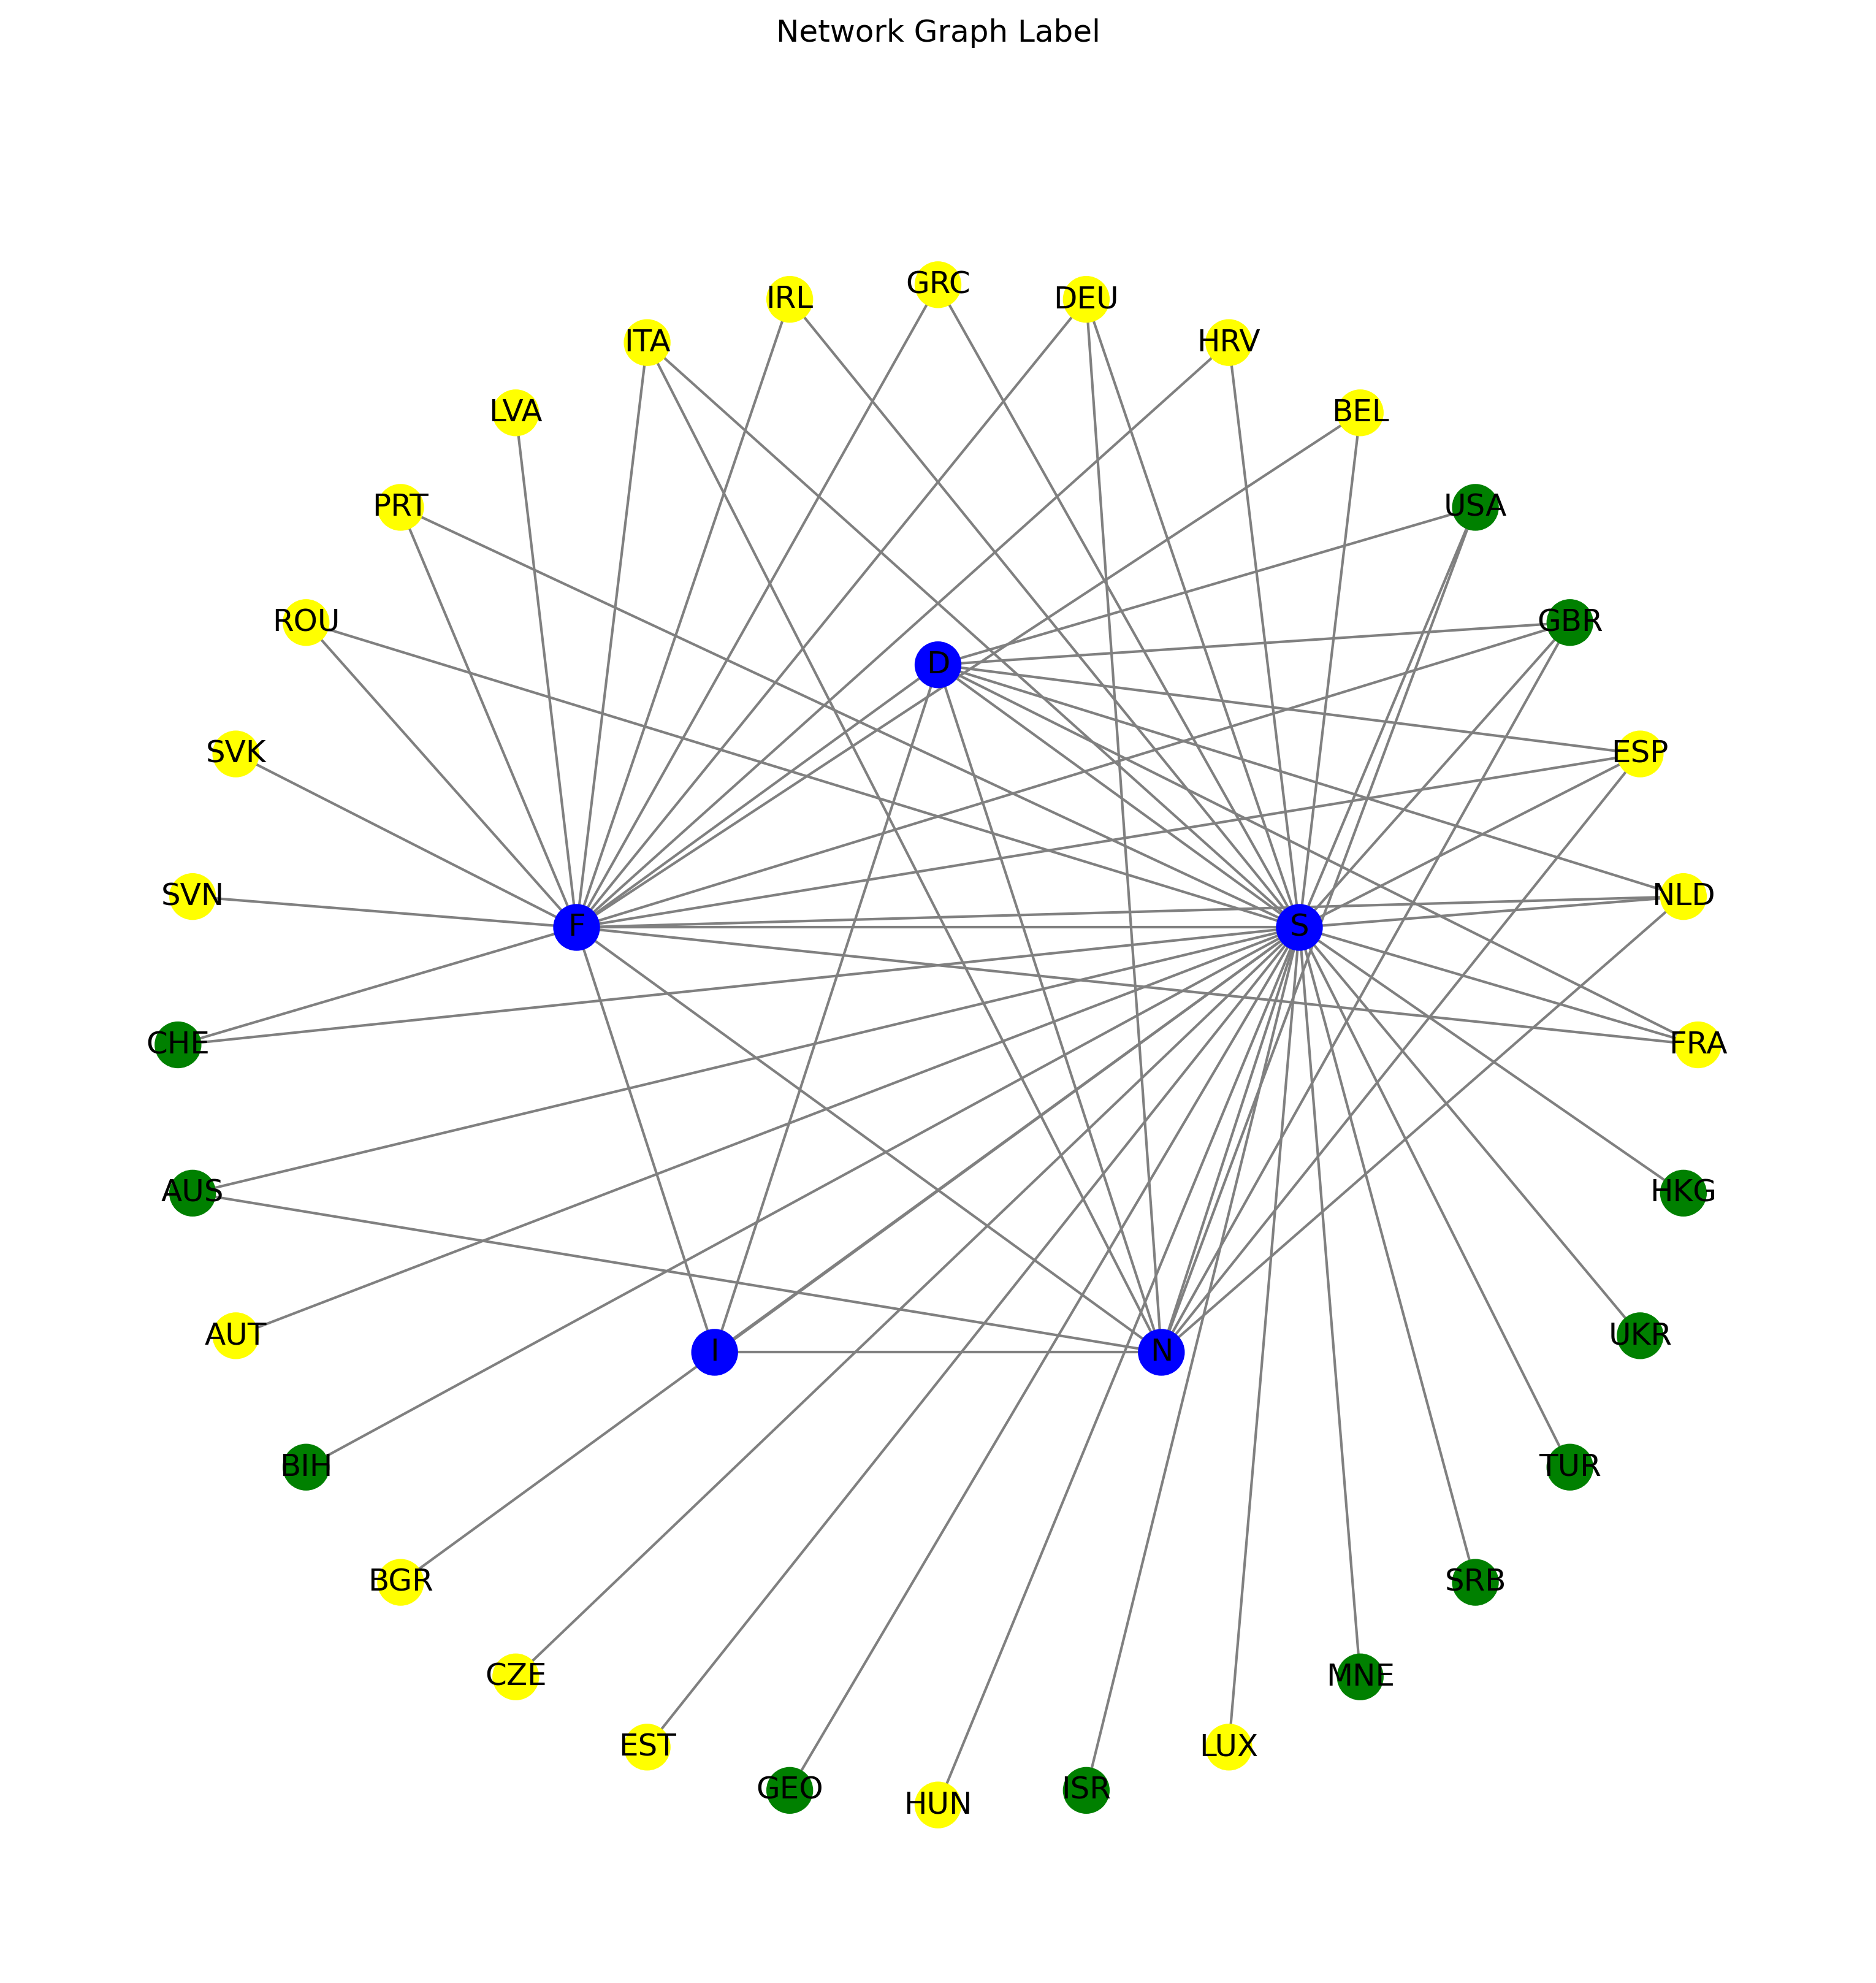 Network Graph Label
GRC
IRL
DEU
ITA
HRV
LVA
BEL
PRT
USA
ROU
GBR
D
SVK
ESP
SVN
NLD
F
S
CHE
FRA
AUS
HKG
AUT
UKR
I
N
BIH
TUR
BGR
SRB
CZE
MNE
EST
LUX
GEO
ISR
HUN